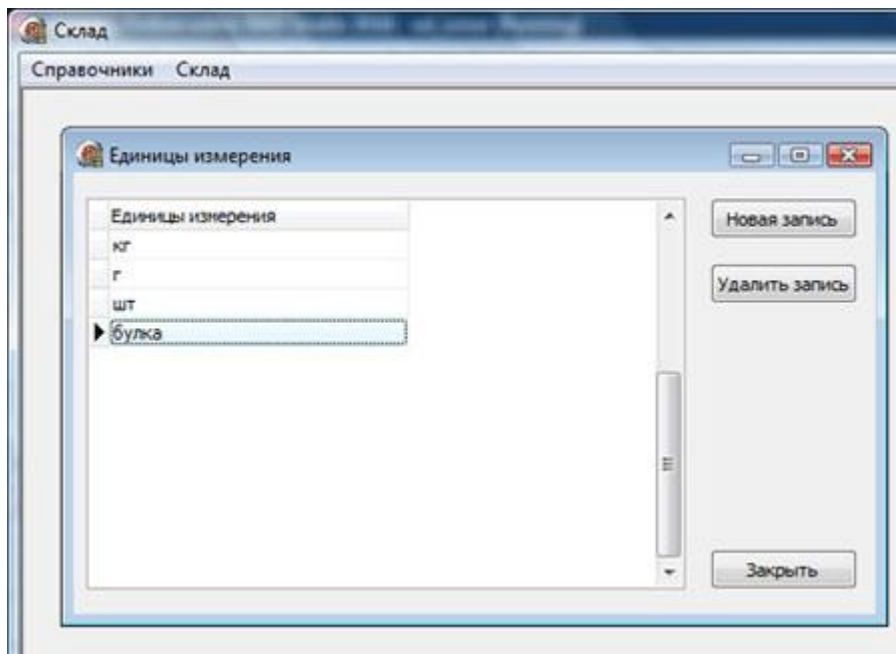 Склад
Справочники Склад
Единицы измерения
Единицы измерения
кг
г
шт
булка
Новая запись
Удалить запись
Закрыть